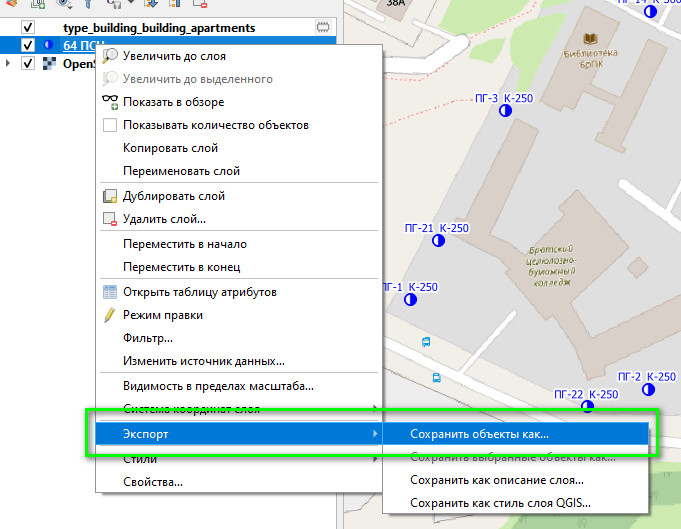 type_building_building_apartments
64 ПСЧ
OpenS
Увеличить до слоя
Увеличить до выделенного
Показать в обзоре
Показывать количество объектов
Копировать слой
Переименовать слой
Дублировать слой
Удалить слой...
Переместить в начало
Переместить в конец
Открыть таблицу атрибутов
Режим правки
Фильтр...
Изменить источник данных...
Видимость в пределах масштаба...
Система координат слоя
Экспорт
Стили
Свойства...
Сохранить объекты как...
Сохранить выбранные объекты как...
Сохранить как описание слоя...
Сохранить как стиль слоя QGIS...
38А
ПГ-14 К-300
Библиотека
БрПК
ПГ-3 К-250
ПГ-21 К-250
Братский
целлюлозно-
бумажный
колледж
ПГ-1 К-250
ПГ-2 К-250
ПГ-22 К-250